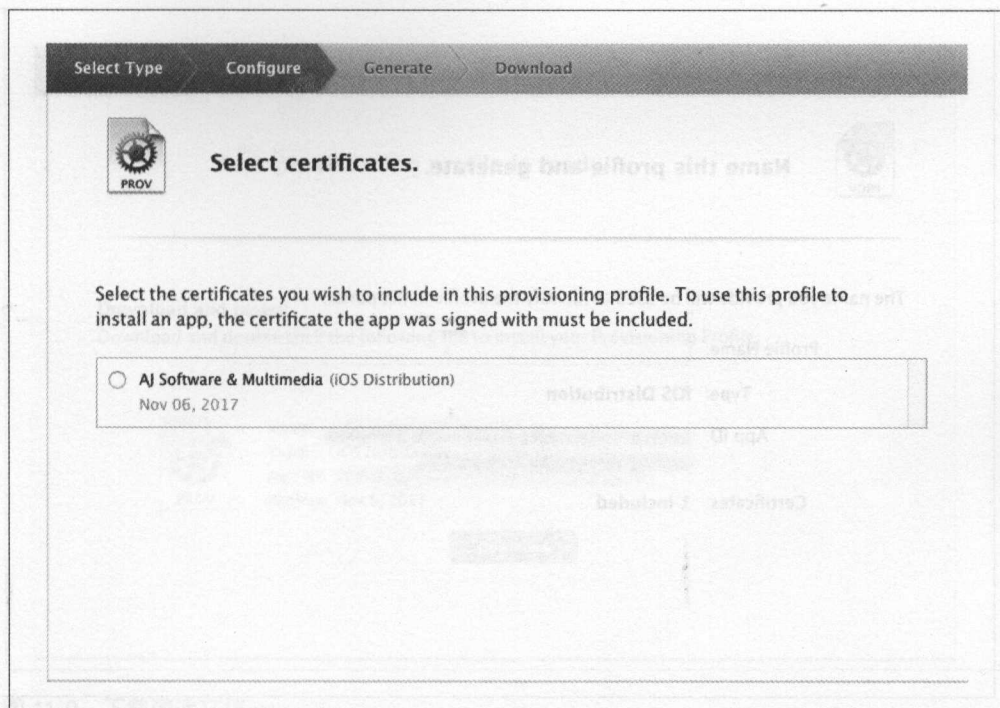 Select Type Configure Generate Download
PROV
Select certificates.
Select the certificates you wish to include in this provisioning profile. To use this profile to
install an app, the certificate the app was signed with must be included.
AJ Software & Multimedia (iOS Distribution)
Nov 06, 2017
Name this profile and generate.
Profile Name
Type: iOS Distribution
App ID
Certificates 1 Included